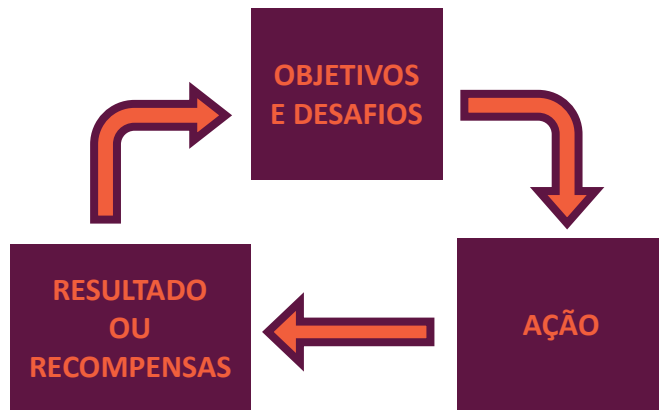 OBJETIVOS
E DESAFIOS
AÇÃO
RESULTADO
OU
RECOMPENSAS